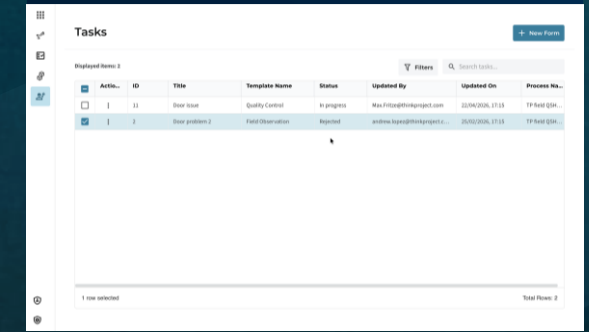 Tasks
+ New Form
Displayed items: 2
Filters
Search tasks...
Actio... ID Title Template Name Status Updated By Updated On Process Na...
11 Door issue Quality Control In progress Max.Fritze@thinkproject.com 22/04/2026, 17:15 TP field QSH...
2 Door problem 2 Field Observation Rejected andrew.lopez@thinkproject.c... 25/02/2026, 17:15 TP field QSH...
1 row selected
Total Rows: 2